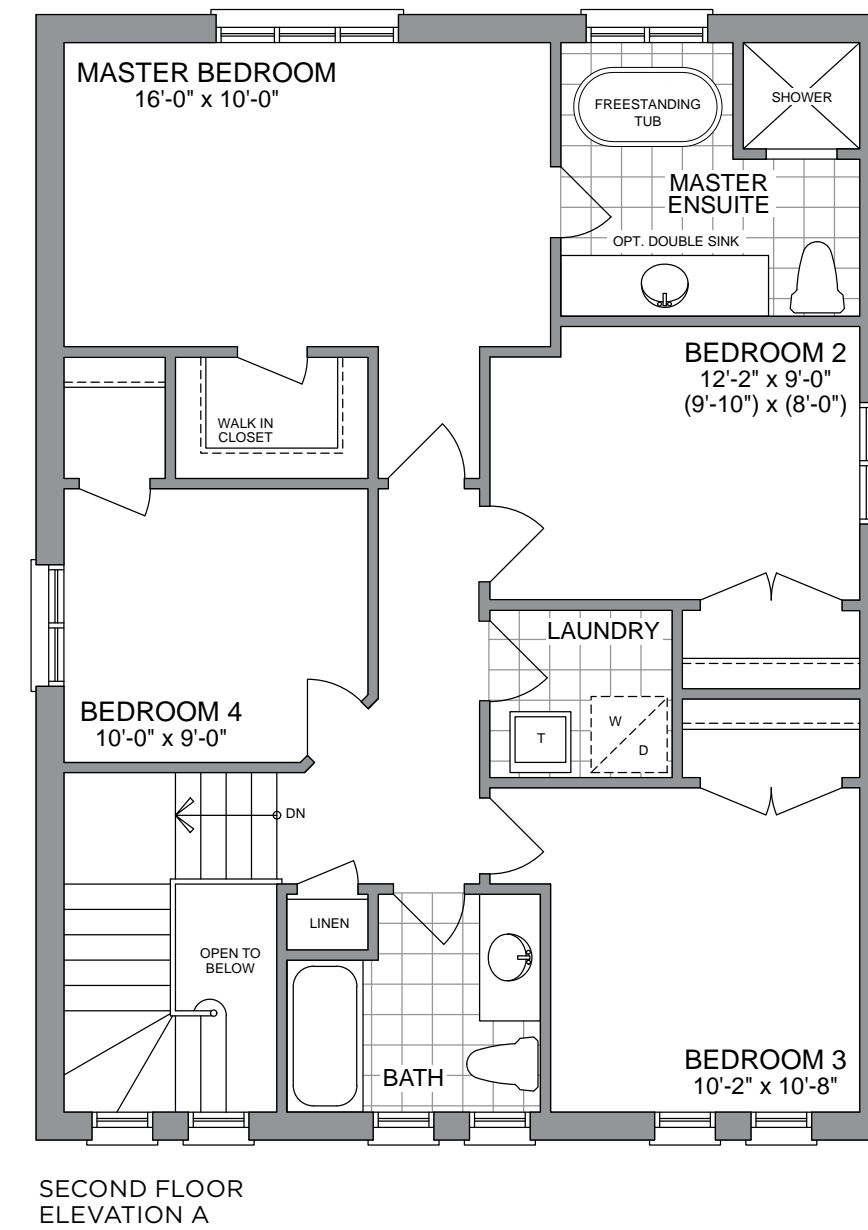 MASTER BEDROOM
16'-0" x 10'-0"
FREESTANDING
TUB
SHOWER
MASTER
ENSUITE
OPT. DOUBLE SINK
BEDROOM 2
12'-2" x 9'-0"
(9'-10") x (8'-0")
WALK IN
CLOSET
LAUNDRY
BEDROOM 4
10'-0" x 9'-0"
T
W
D
DN
LINEN
OPEN TO
BELOW
BATH
BEDROOM 3
10'-2" x 10'-8"
SECOND FLOOR
ELEVATION A